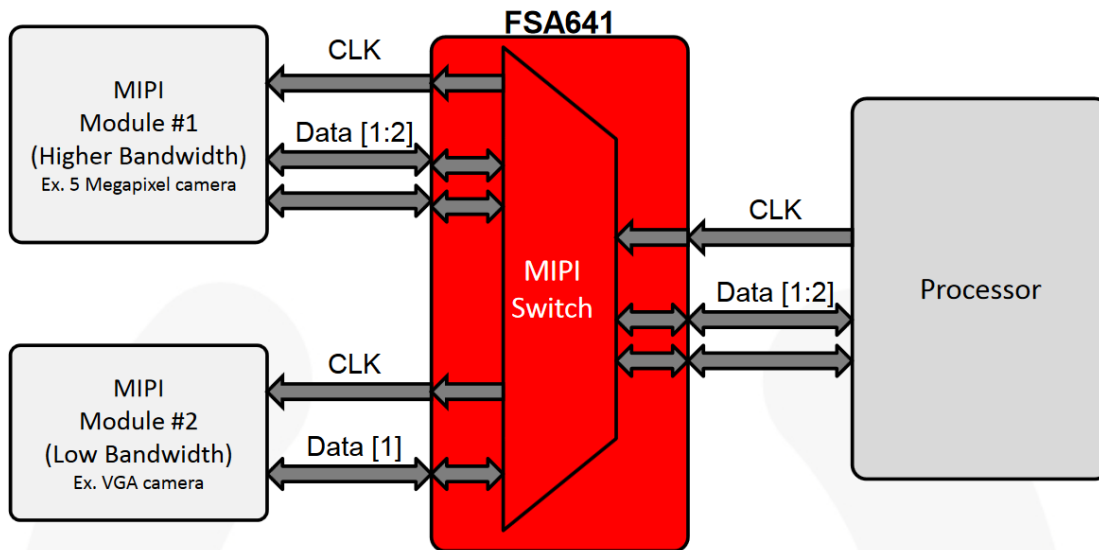 FSA641
CLK
MIPI
Module #1
(Higher Bandwidth)
Ex. 5 Megapixel camera
Data [1:2]
CLK
MIPI
Switch
Data [1:2]
Processor
CLK
MIPI
Module #2
(Low Bandwidth)
Ex. VGA camera
Data [1]